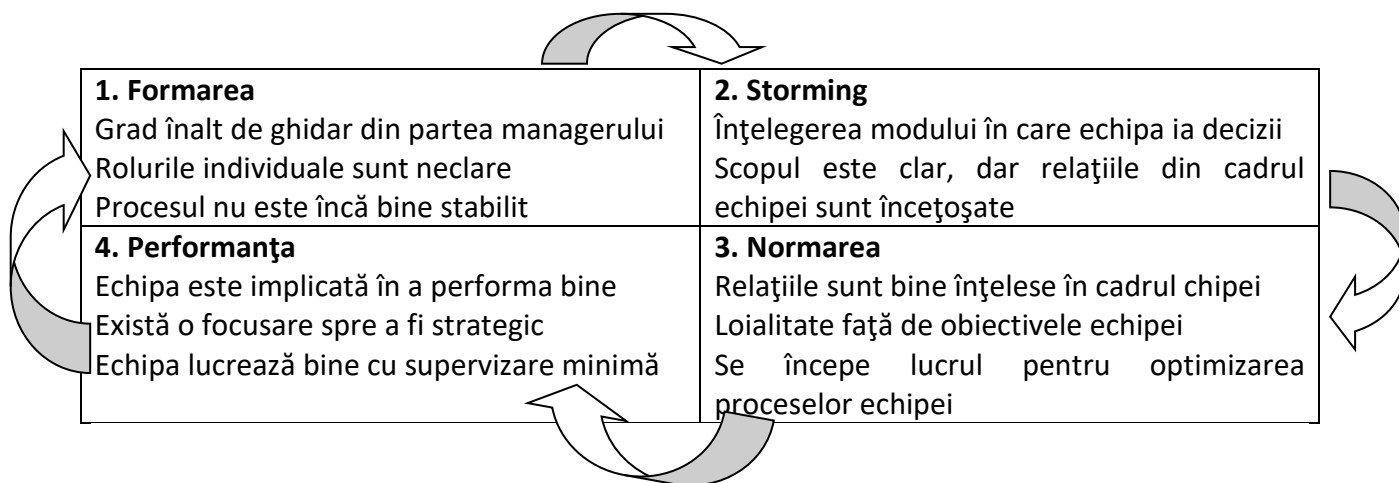 1. Formarea
Grad înalt de ghidar din partea managerului
Rolurile individuale sunt neclare
Procesul nu este încă bine stabilit
2. Storming
Înţelegerea modului în care echipa ia decizii
Scopul este clar, dar relaţiile din cadrul
echipei sunt înceţoşate
4. Performanţa
Echipa este implicată în a performa bine
Există o focusare spre a fi strategic
Echipa lucrează bine cu supervizare minimă
3. Normarea
Relaţiile sunt bine înţelese în cadrul chipei
Loialitate faţă de obiectivele echipei
Se începe lucrul pentru optimizarea
proceselor echipei